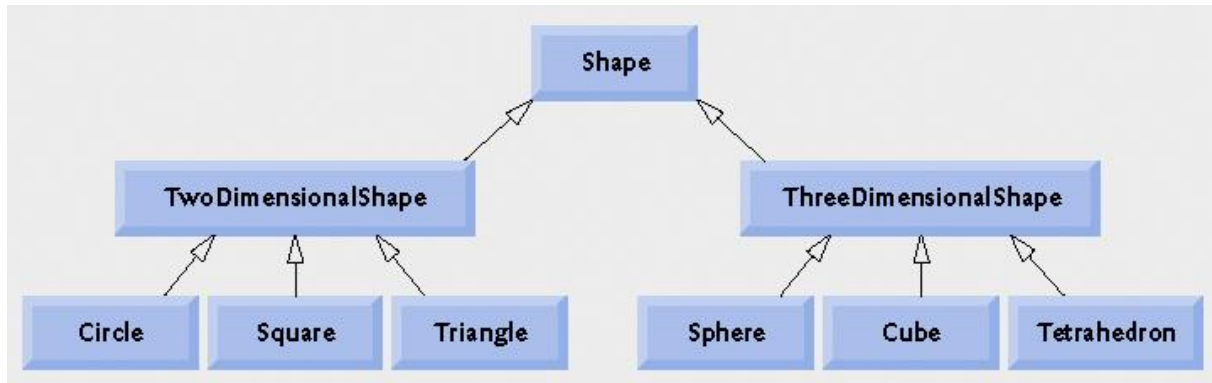 Shape
TwoDimensionalShape
ThreeDimensionalShape
Circle
Square
Triangle
Sphere
Cube
Tetrahedron